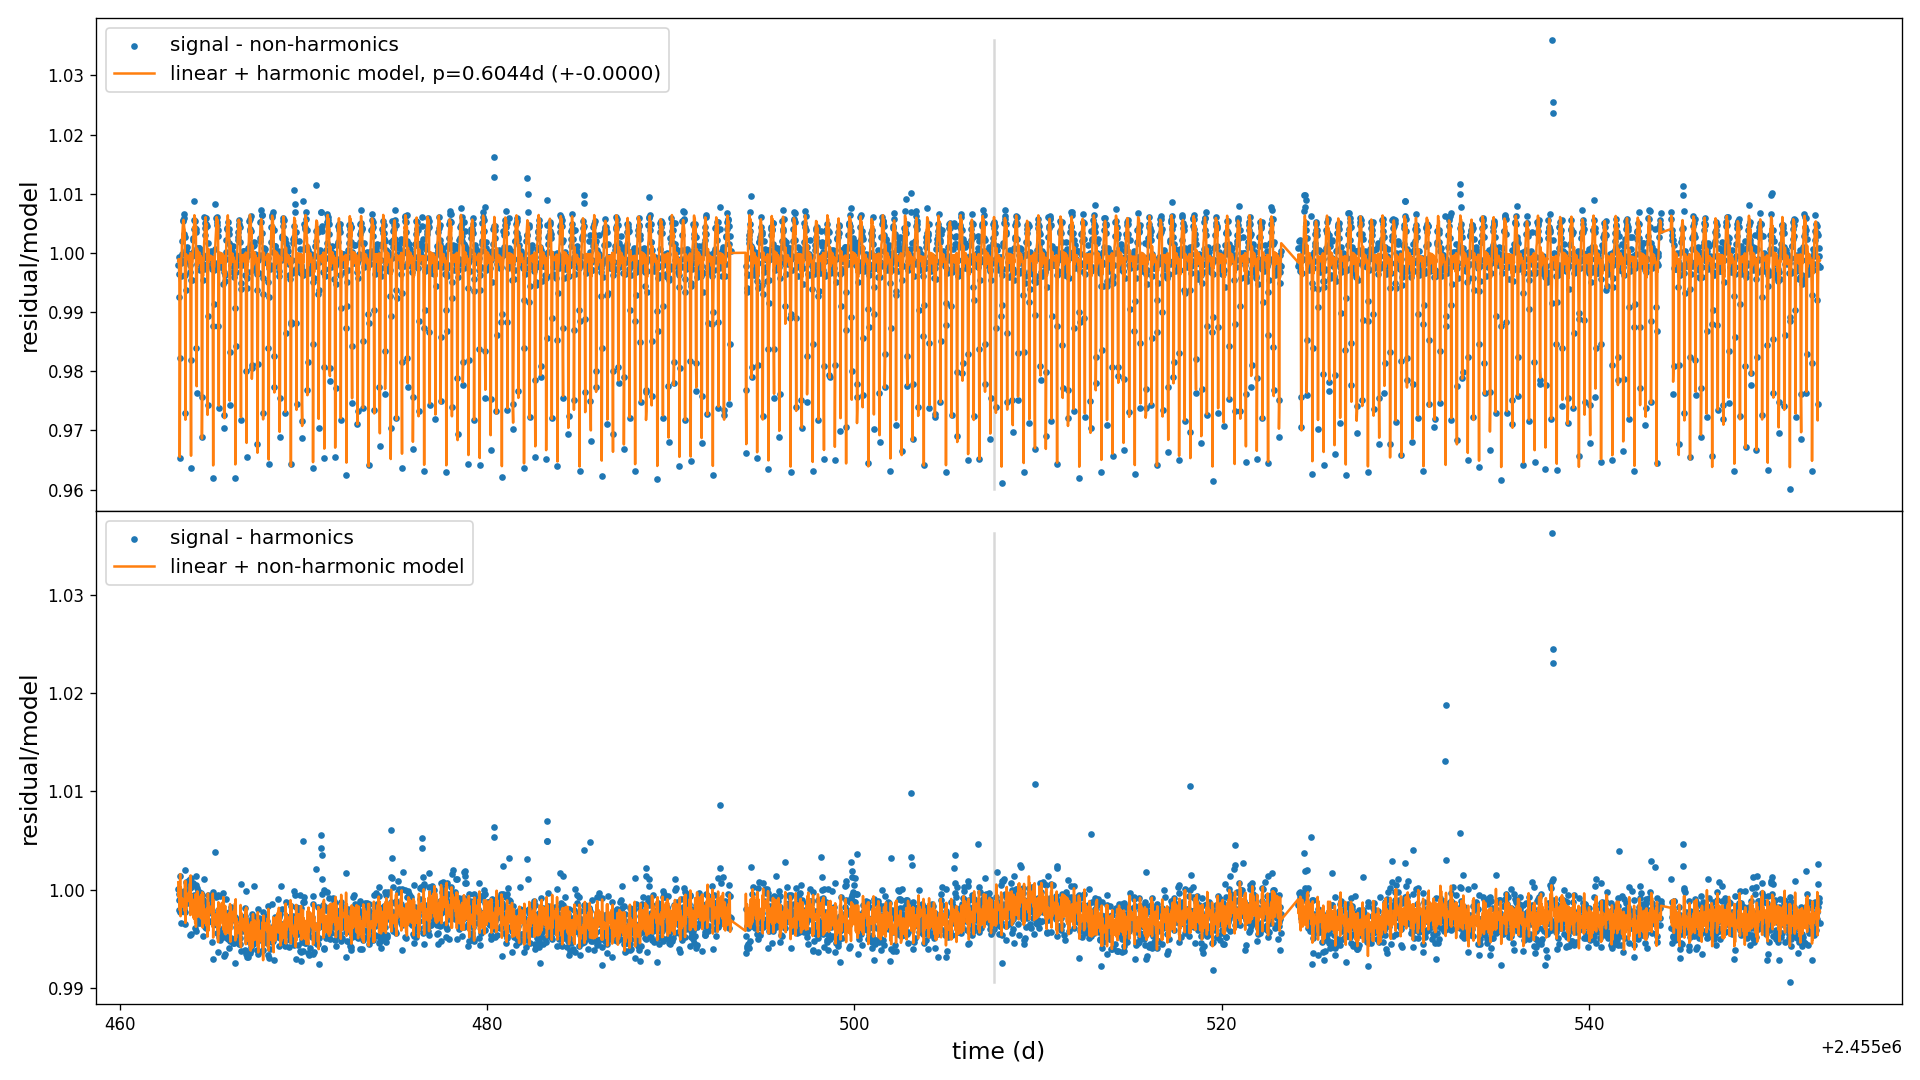 signal - non-harmonics
linear + harmonic model, p=0.6044d (+-0.0000)
1.03
1.02
1.01
1.00
0.99
0.98
0.97
0.96
residual/model
signal - harmonics
linear + non-harmonic model
1.03
1.02
1.01
1.00
0.99
residual/model
460
480
500
520
540
time (d)
+2.455e6